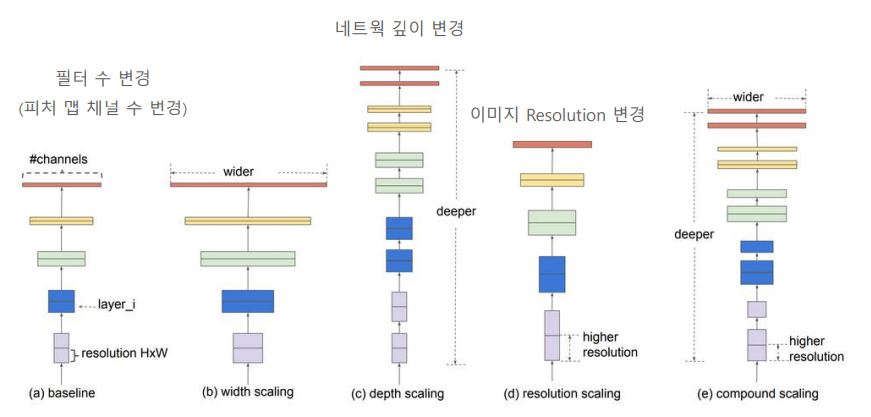 네트웍 깊이 변경
필터 수 변경
(피처 맵 채널 수 변경)
이미지 Resolution 변경
#channels
wider
deeper
wider
deeper
layer_i
resolution HxW
higher
resolution
higher
resolution
(a) baseline
(b) width scaling
(c) depth scaling
(d) resolution scaling
(e) compound scaling